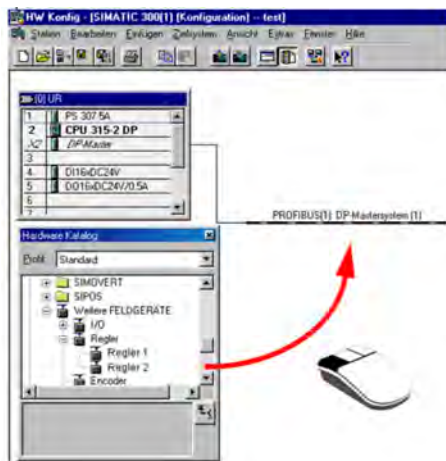 HW Konfig - [SIMATIC 300(1) (Konfiguration) -- test]
Station Bearbeiten Einfügen Zielsystem Ansicht Extras Fenster Hilfe
(0) UR
1 PS 307 5A
2 CPU 315-2 DP
X2 DP-Master
3
4 DI16xDC24V
5 DO16xDC24V/0.5A
6
7
PROFIBUS(1): DP-Mastersystem (1)
Hardware Katalog
Profil Standard
SIMOVERT
SIPOS
Weitere FELDGERÄTE
I/O
Regler
Regler 1
Regler 2
Encoder